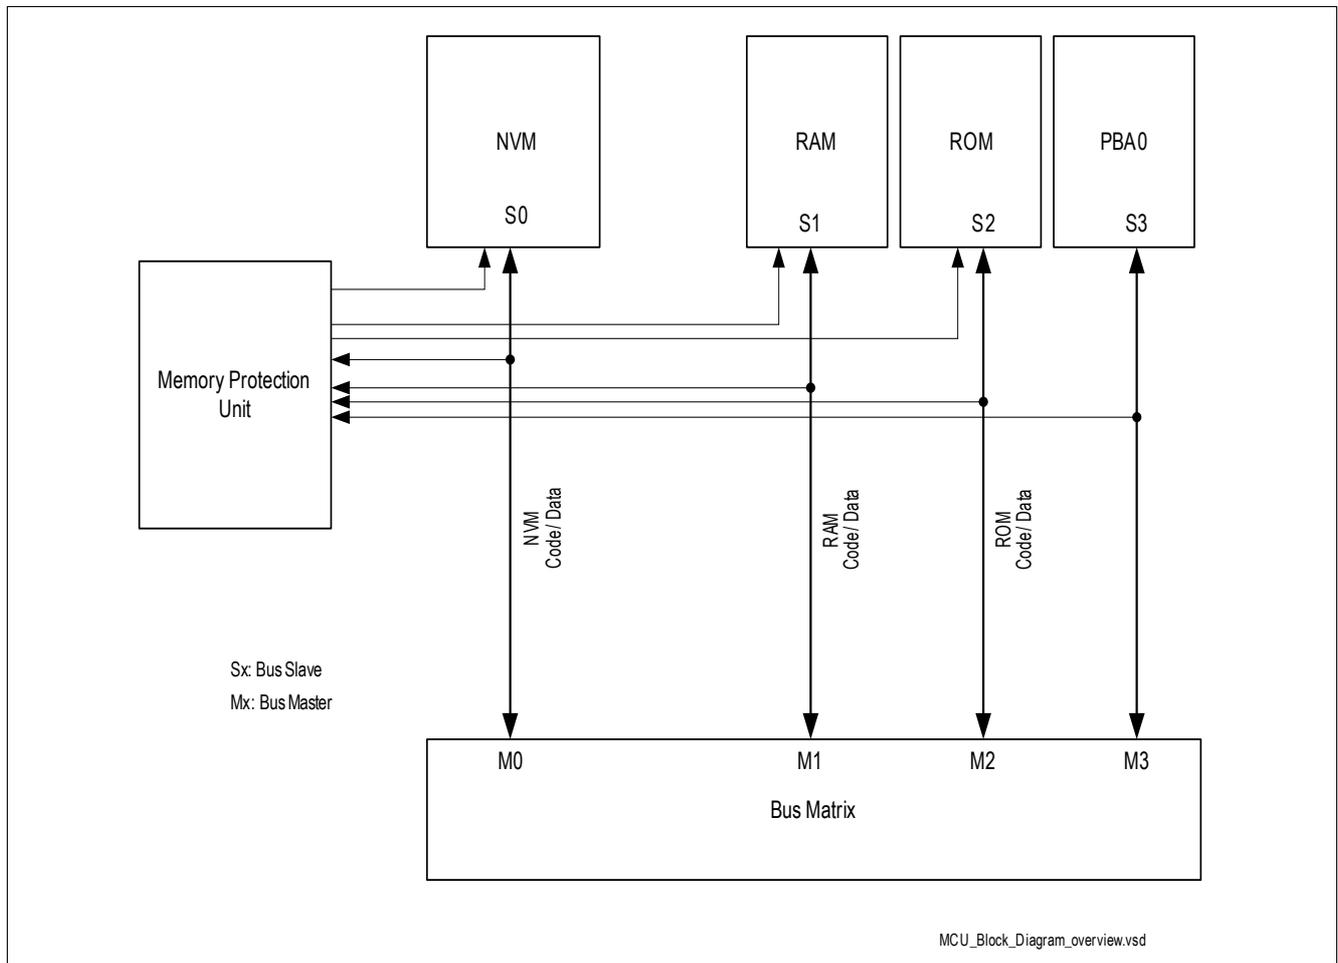 NVM
RAM
ROM
PBA0
S0
S1
S2
S3
Memory Protection
Unit
NVM
Code/ Data
RAM
Code/ Data
ROM
Code/ Data
Sx: Bus Slave
Mx: Bus Master
M0
M1
M2
M3
Bus Matrix
MCU_Block_Diagram_overview.vsd